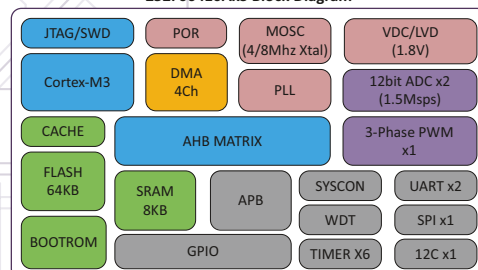 JTAG/SWD
POR
MOSC
(4/8Mhz Xtal)
VDC/LVD
(1.8V)
Cortex-M3
DMA
4Ch
PLL
12bit ADC x2
(1.5Msps)
CACHE
AHB MATRIX
3-Phase PWM
x1
FLASH
64KB
SRAM
8KB
APB
SYSCON
UART x2
WDT
SPI x1
BOOTROM
GPIO
TIMER X6
12C x1